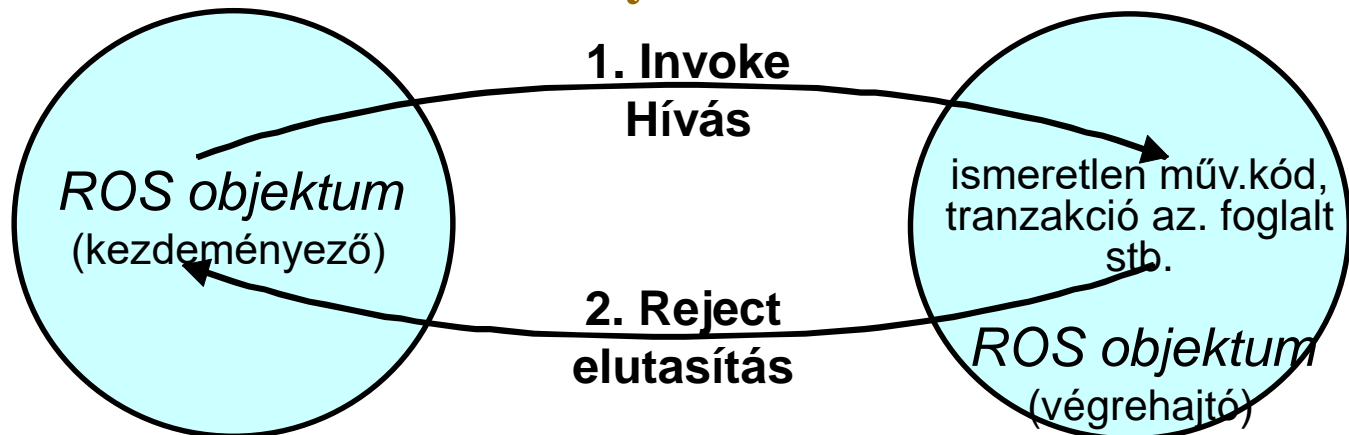 1. Invoke
Hívás
ROS objektum
(kezdeményező)
ismeretlen műv.kód,
tranzakció az. foglalt
stb.
2. Reject
elutasítás
ROS objektum
(végrehajtó)